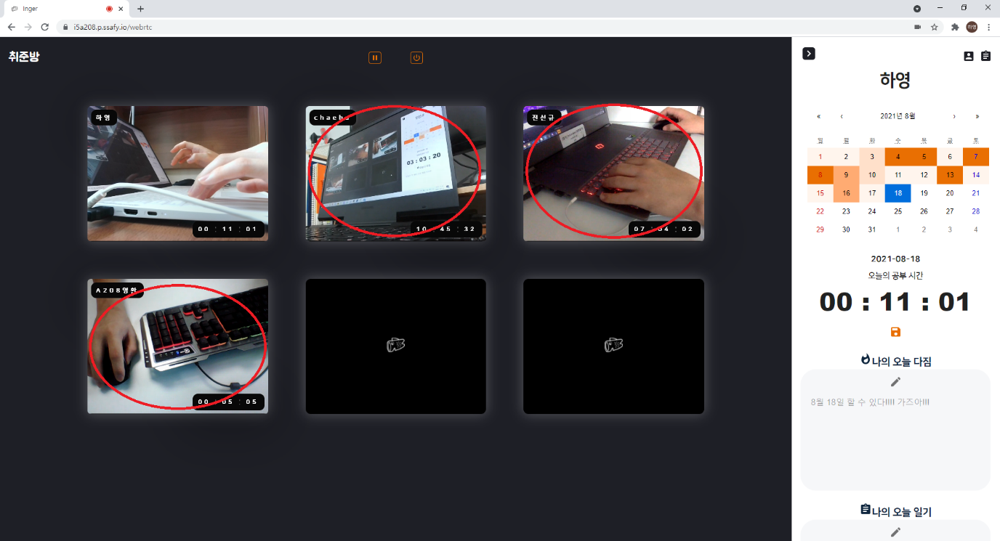 Inger
i5a208.p.ssafy.io/webrtc
하영
취준방
하영
00 : 11 : 01
03 : 03 : 20
10 : 45 : 32
전선규
07 : 04 : 02
A208영환
00 : 05 : 05
하영
« ‹ 2021년 8월 › »
일 월 화 수 목 금 토
1 2 3 4 5 6 7
8 9 10 11 12 13 14
15 16 17 18 19 20 21
22 23 24 25 26 27 28
29 30 31 1 2 3 4
2021-08-18
오늘의 공부 시간
00 : 11 : 01
나의 오늘 다짐
8월 18일 할 수 있다!!!! 가즈아!!!
나의 오늘 일기